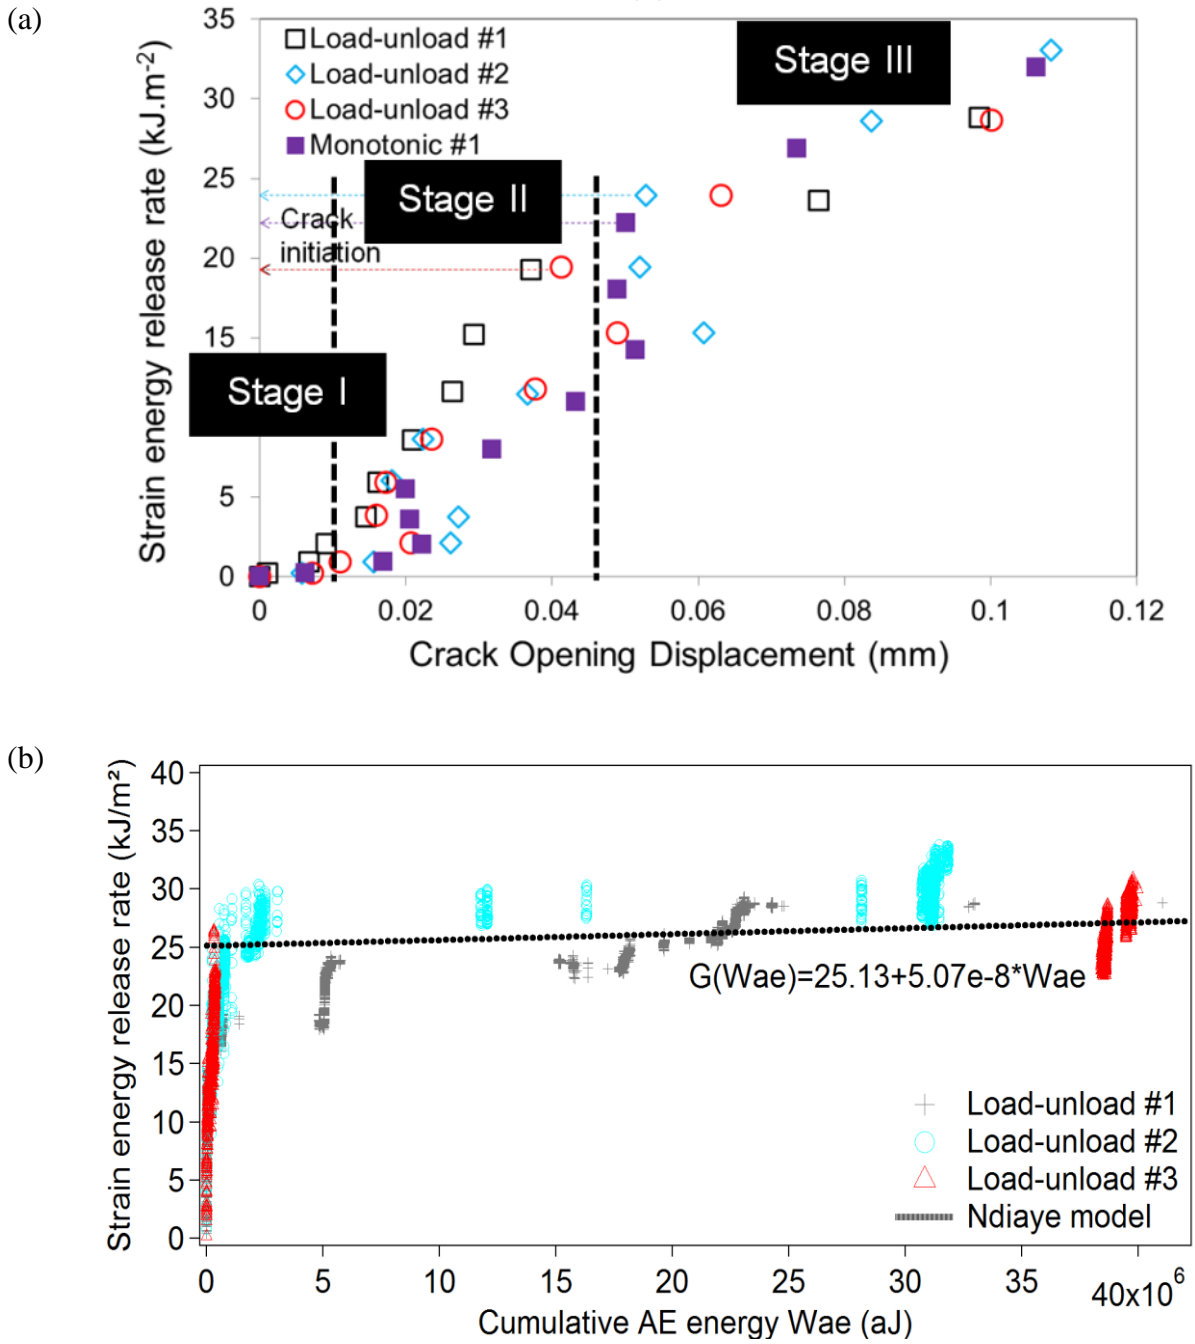 (a)
Strain energy release rate (kJ.m-2)
35
30
25
20
15
5
0
Load-unload #1
Load-unload #2
Load-unload #3
Monotonic #1
Stage III
Stage II
Crack
initiation
Stage I
0 0.02 0.04 0.06 0.08 0.1 0.12
Crack Opening Displacement (mm)
(b)
Strain energy release rate (kJ/m²)
40
35
30
25
20
15
10
5
0
G(Wae)=25.13+5.07e-8*Wae
Load-unload #1
Load-unload #2
Load-unload #3
Ndiaye model
0 5 10 15 20 25 30 35 40x10⁶
Cumulative AE energy Wae (aJ)